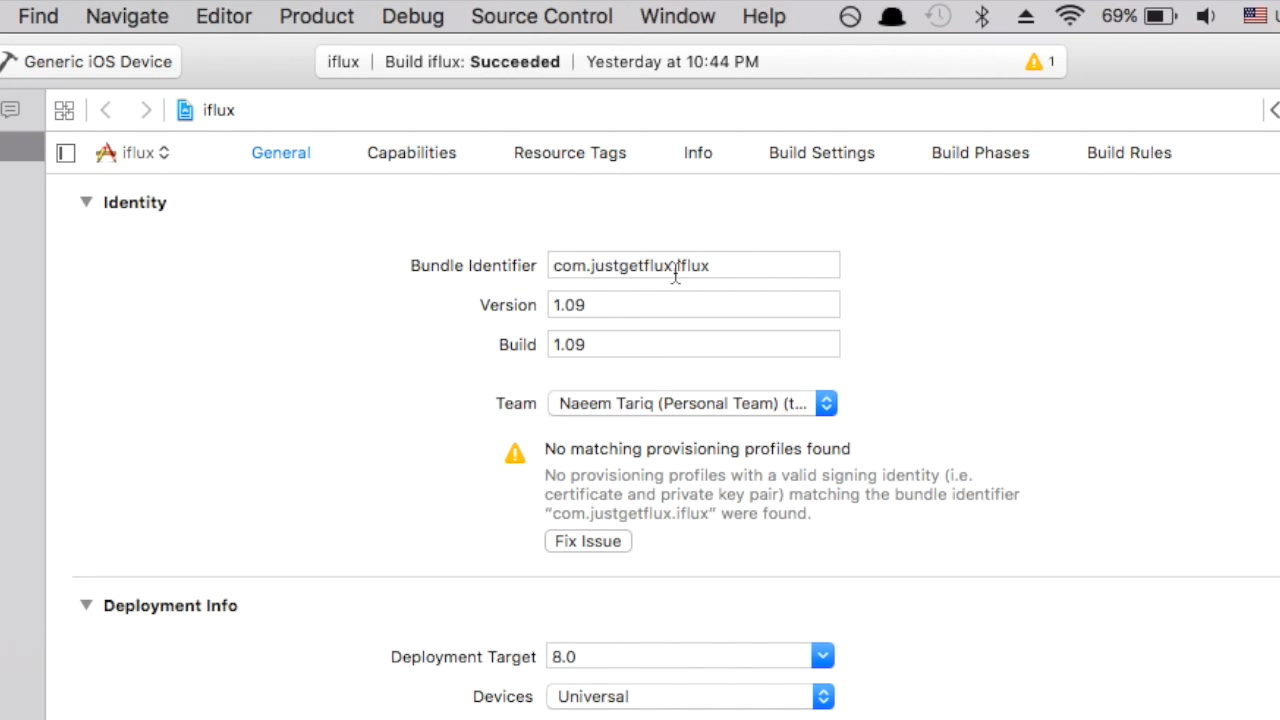 Find Navigate Editor Product Debug Source Control Window Help 69%
Generic iOS Device iflux | Build iflux: Succeeded | Yesterday at 10:44 PM 1
iflux
iflux General Capabilities Resource Tags Info Build Settings Build Phases Build Rules
Identity
Bundle Identifier com.justgetflux.iflux
Version 1.09
Build 1.09
Team Naeem Tariq (Personal Team) (t...
No matching provisioning profiles found
No provisioning profiles with a valid signing identity (i.e.
certificate and private key pair) matching the bundle identifier
“com.justgetflux.iflux” were found.
Fix Issue
Deployment Info
Deployment Target 8.0
Devices Universal